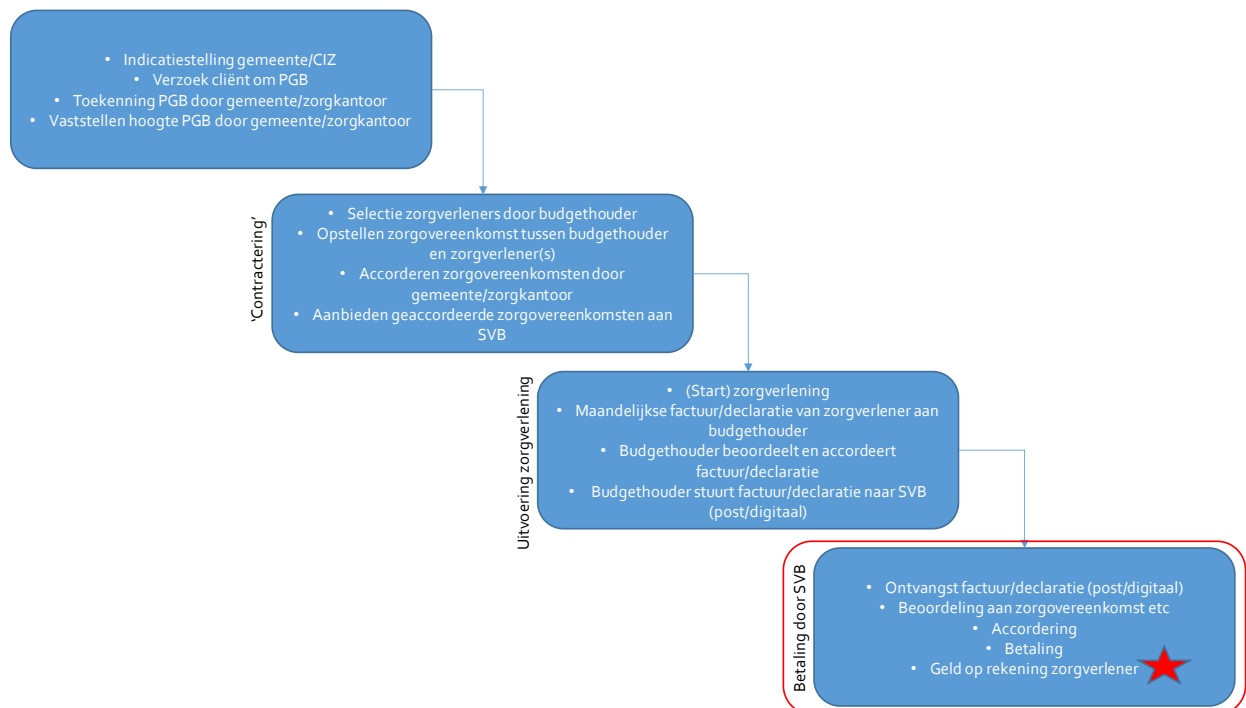 • Indicatiestelling gemeente/CIZ
• Verzoek cliënt om PGB
• Toekenning PGB door gemeente/zorgkantoor
• Vaststellen hoogte PGB door gemeente/zorgkantoor
‘Contractering’
• Selectie zorgverleners door budgethouder
• Opstellen zorgovereenkomst tussen budgethouder
en zorgverlener(s)
• Accorderen zorgovereenkomsten door
gemeente/zorgkantoor
• Aanbieden geaccordeerde zorgovereenkomsten aan
SVB
Uitvoering zorgverlening
• (Start) zorgverlening
• Maandelijkse factuur/declaratie van zorgverlener aan
budgethouder
• Budgethouder beoordeelt en accordeert
factuur/declaratie
• Budgethouder stuurt factuur/declaratie naar SVB
(post/digitaal)
Betaling door SVB
• Ontvangst factuur/declaratie (post/digitaal)
• Beoordeling aan zorgovereenkomst etc
• Accordering
• Betaling
• Geld op rekening zorgverlener